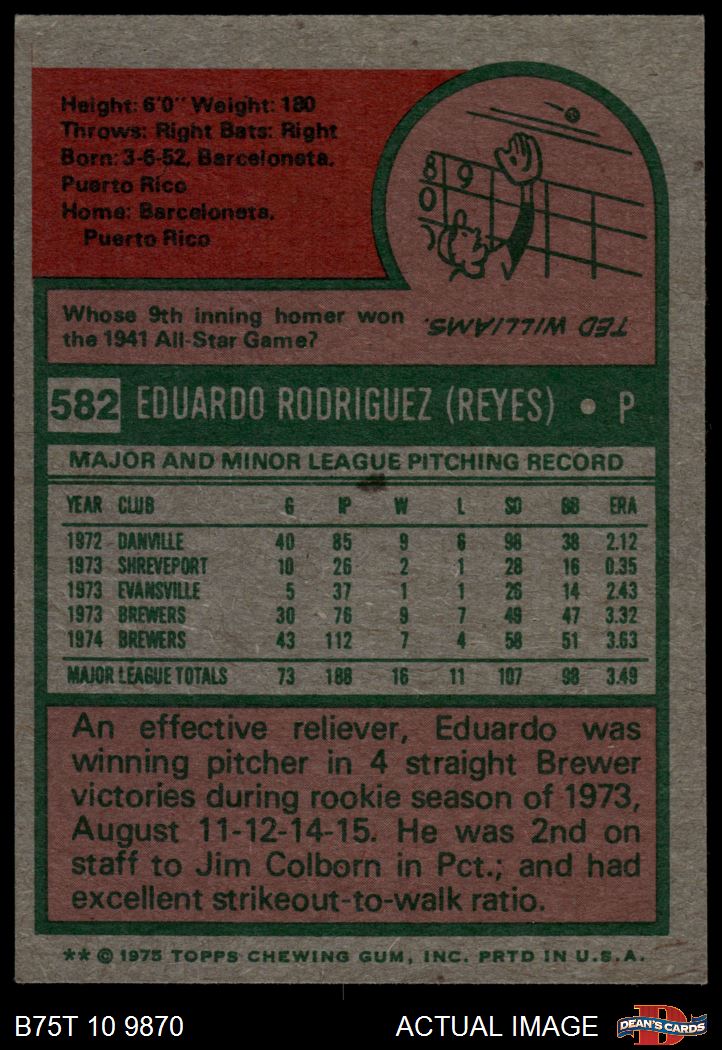 Height: 6'0" Weight: 180
Throws: Right Bats: Right
Born: 3-6-52, Barceloneta,
Puerto Rico
Home: Barceloneta,
Puerto Rico
8 9
0 0
Whose 9th inning homer won
the 1941 All-Star Game?
TED WILLIAMS.
582 EDUARDO RODRIGUEZ (REYES) • P
MAJOR AND MINOR LEAGUE PITCHING RECORD
YEAR CLUB G IP W L SO BB ERA
1972 DANVILLE 40 85 9 6 98 38 2.12
1973 SHREVEPORT 10 26 2 1 28 16 0.35
1973 EVANSVILLE 5 37 1 1 26 14 2.43
1973 BREWERS 30 76 9 7 49 47 3.32
1974 BREWERS 43 112 7 4 58 51 3.63
MAJOR LEAGUE TOTALS 73 188 16 11 107 98 3.49
An effective reliever, Eduardo was
winning pitcher in 4 straight Brewer
victories during rookie season of 1973,
August 11-12-14-15. He was 2nd on
staff to Jim Colborn in Pct.; and had
excellent strikeout-to-walk ratio.
** © 1975 TOPPS CHEWING GUM, INC. PRTD IN U.S.A.
B75T 10 9870 ACTUAL IMAGE
D
DEAN'S CARDS